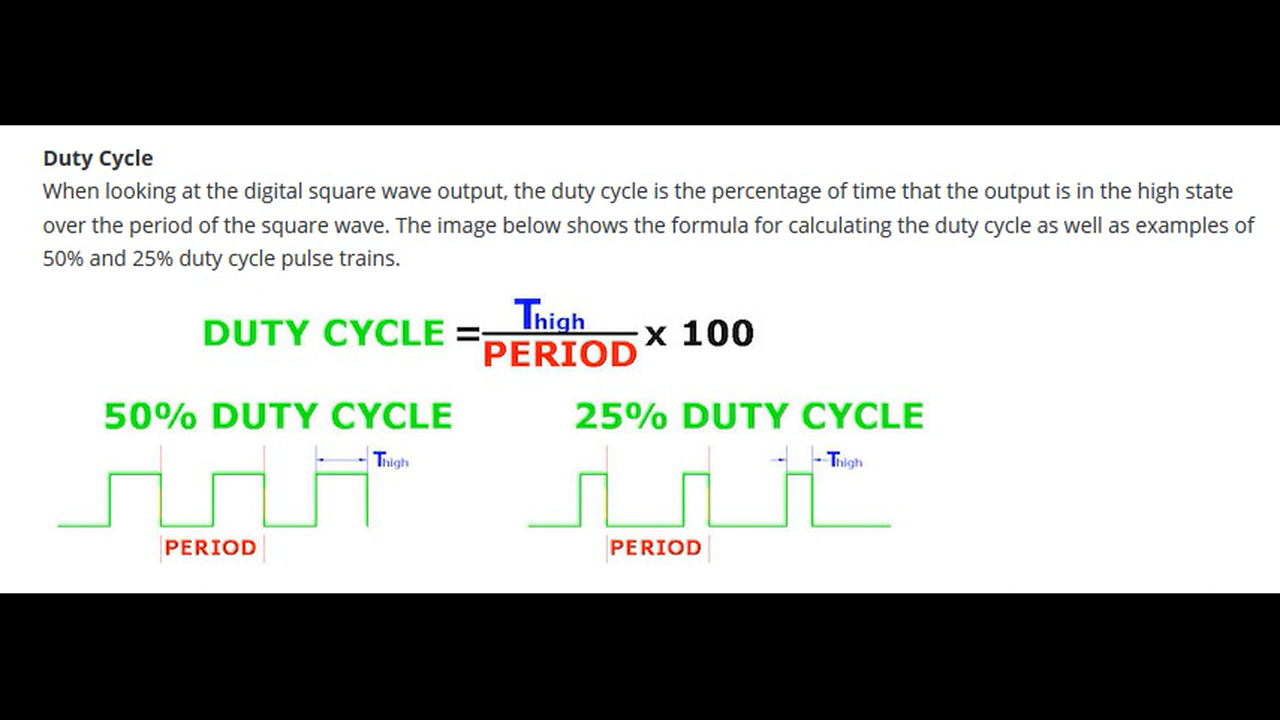 Duty Cycle
When looking at the digital square wave output, the duty cycle is the percentage of time that the output is in the high state
over the period of the square wave. The image below shows the formula for calculating the duty cycle as well as examples of
50% and 25% duty cycle pulse trains.
DUTY CYCLE = Thigh / PERIOD x 100
50% DUTY CYCLE
Thigh
PERIOD
25% DUTY CYCLE
Thigh
PERIOD